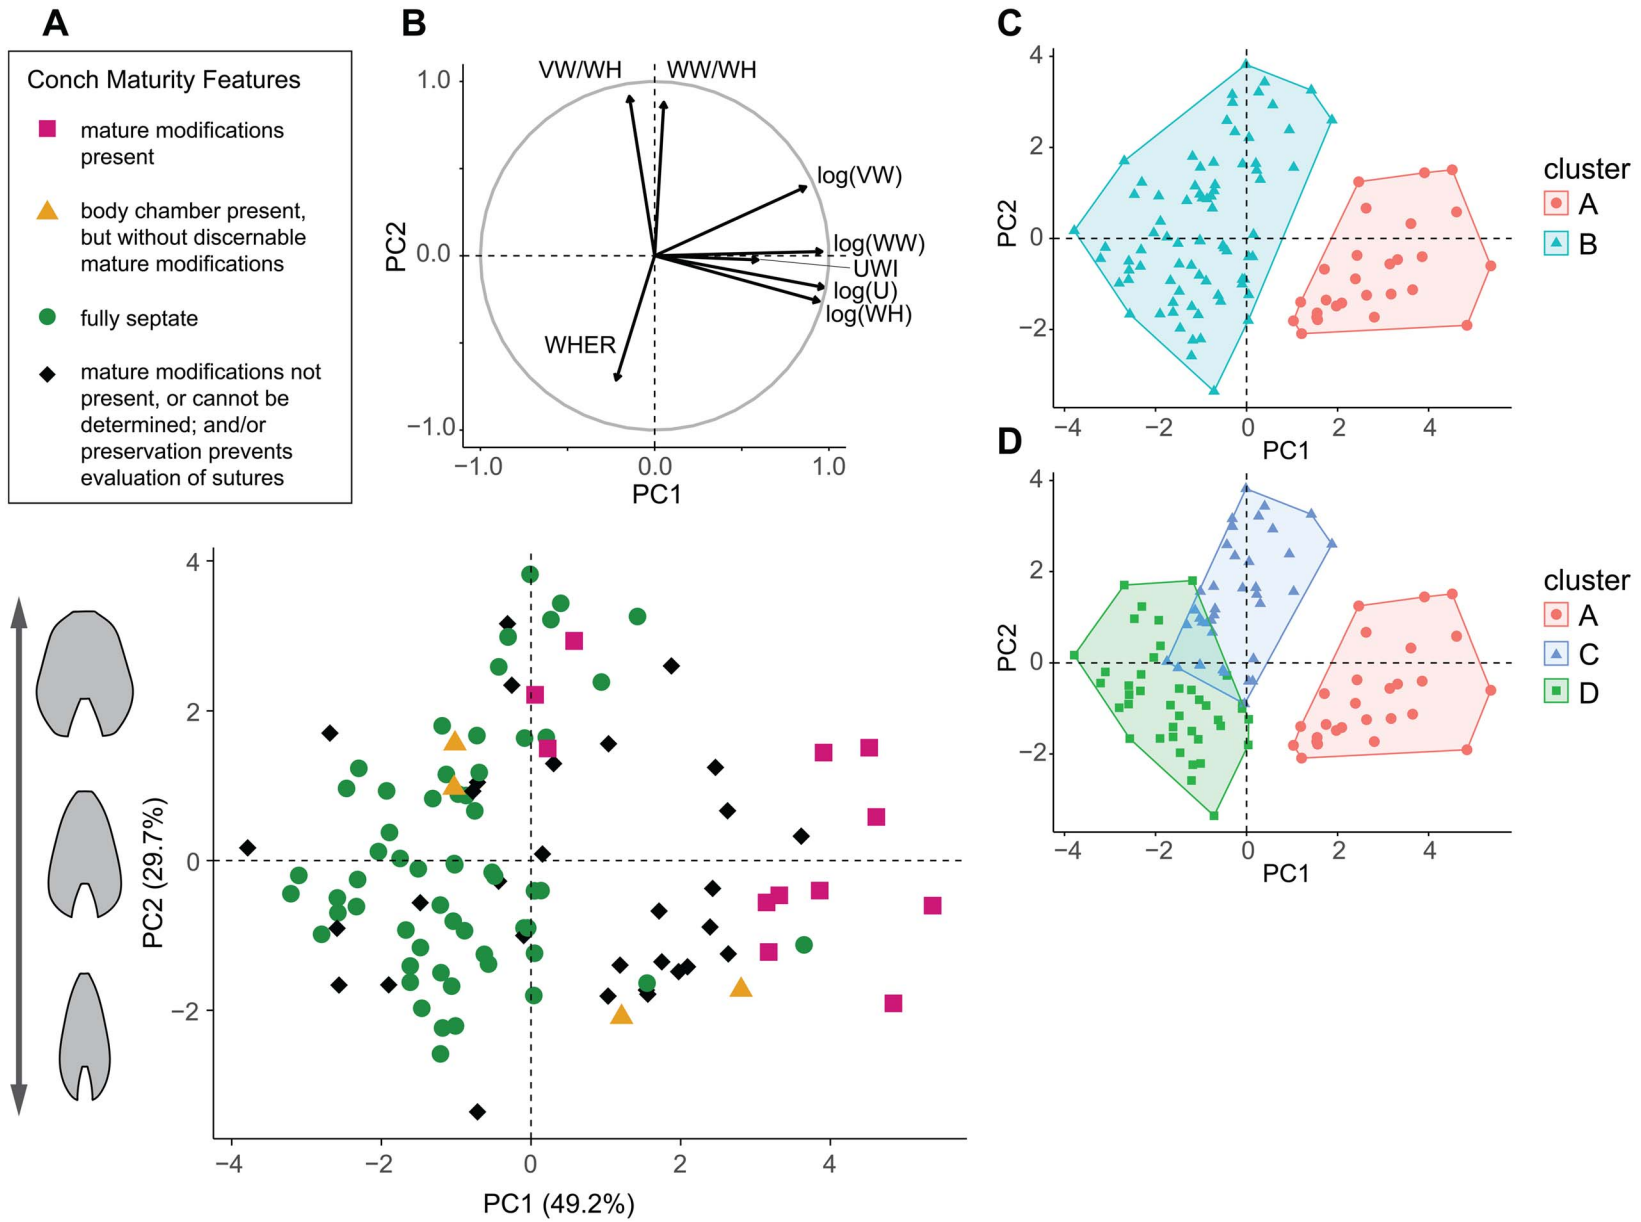 A
Conch Maturity Features
mature modifications
present
body chamber present,
but without discernable
mature modifications
fully septate
mature modifications not
present, or cannot be
determined; and/or
preservation prevents
evaluation of sutures
4
2
0
−2
PC2 (29.7%)
−4
−2
0
2
4
PC1 (49.2%)
B
VW/WH
WW/WH
1.0
log(VW)
log(WW)
0.0
UWI
log(U)
log(WH)
WHER
−1.0
PC2
−1.0
0.0
1.0
PC1
C
4
2
0
−2
PC2
−4
−2
0
2
4
PC1
cluster
A
B
D
4
2
0
−2
PC2
−4
−2
0
2
4
PC1
cluster
A
C
D